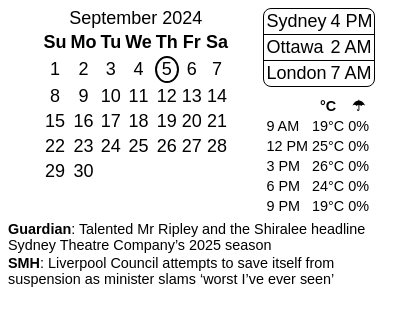 September 2024
Su Mo Tu We Th Fr Sa
1 2 3 4 5 6 7
8 9 10 11 12 13 14
15 16 17 18 19 20 21
22 23 24 25 26 27 28
29 30
Sydney 4 PM
Ottawa 2 AM
London 7 AM
°C ☂
9 AM 19°C 0%
12 PM 25°C 0%
3 PM 26°C 0%
6 PM 24°C 0%
9 PM 19°C 0%
Guardian: Talented Mr Ripley and the Shiralee headline
Sydney Theatre Company’s 2025 season
SMH: Liverpool Council attempts to save itself from
suspension as minister slams ‘worst I’ve ever seen’